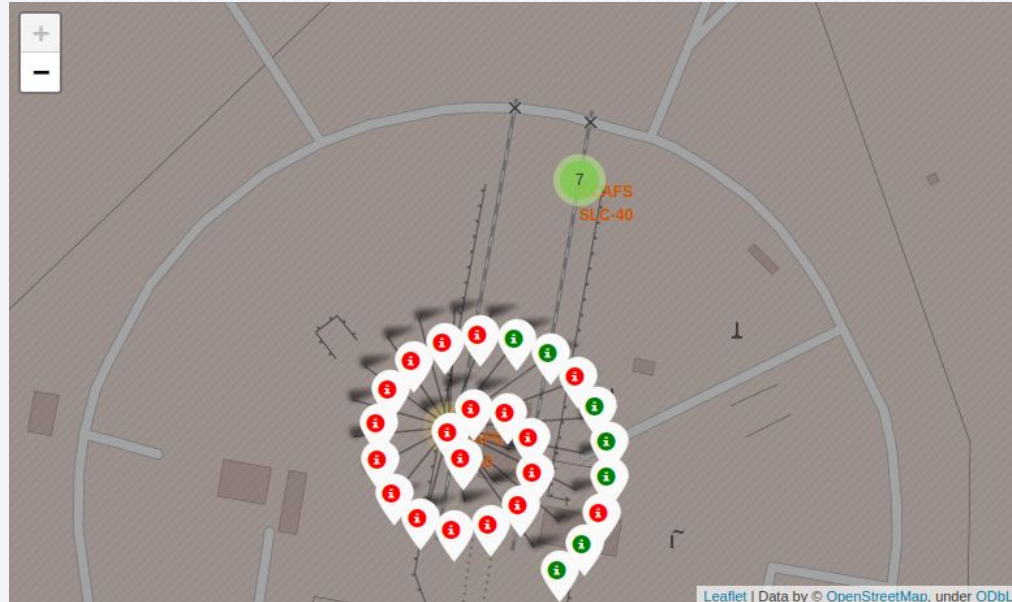 +
−
7
AFS
SLC-40
Leaflet | Data by © OpenStreetMap, under ODbL